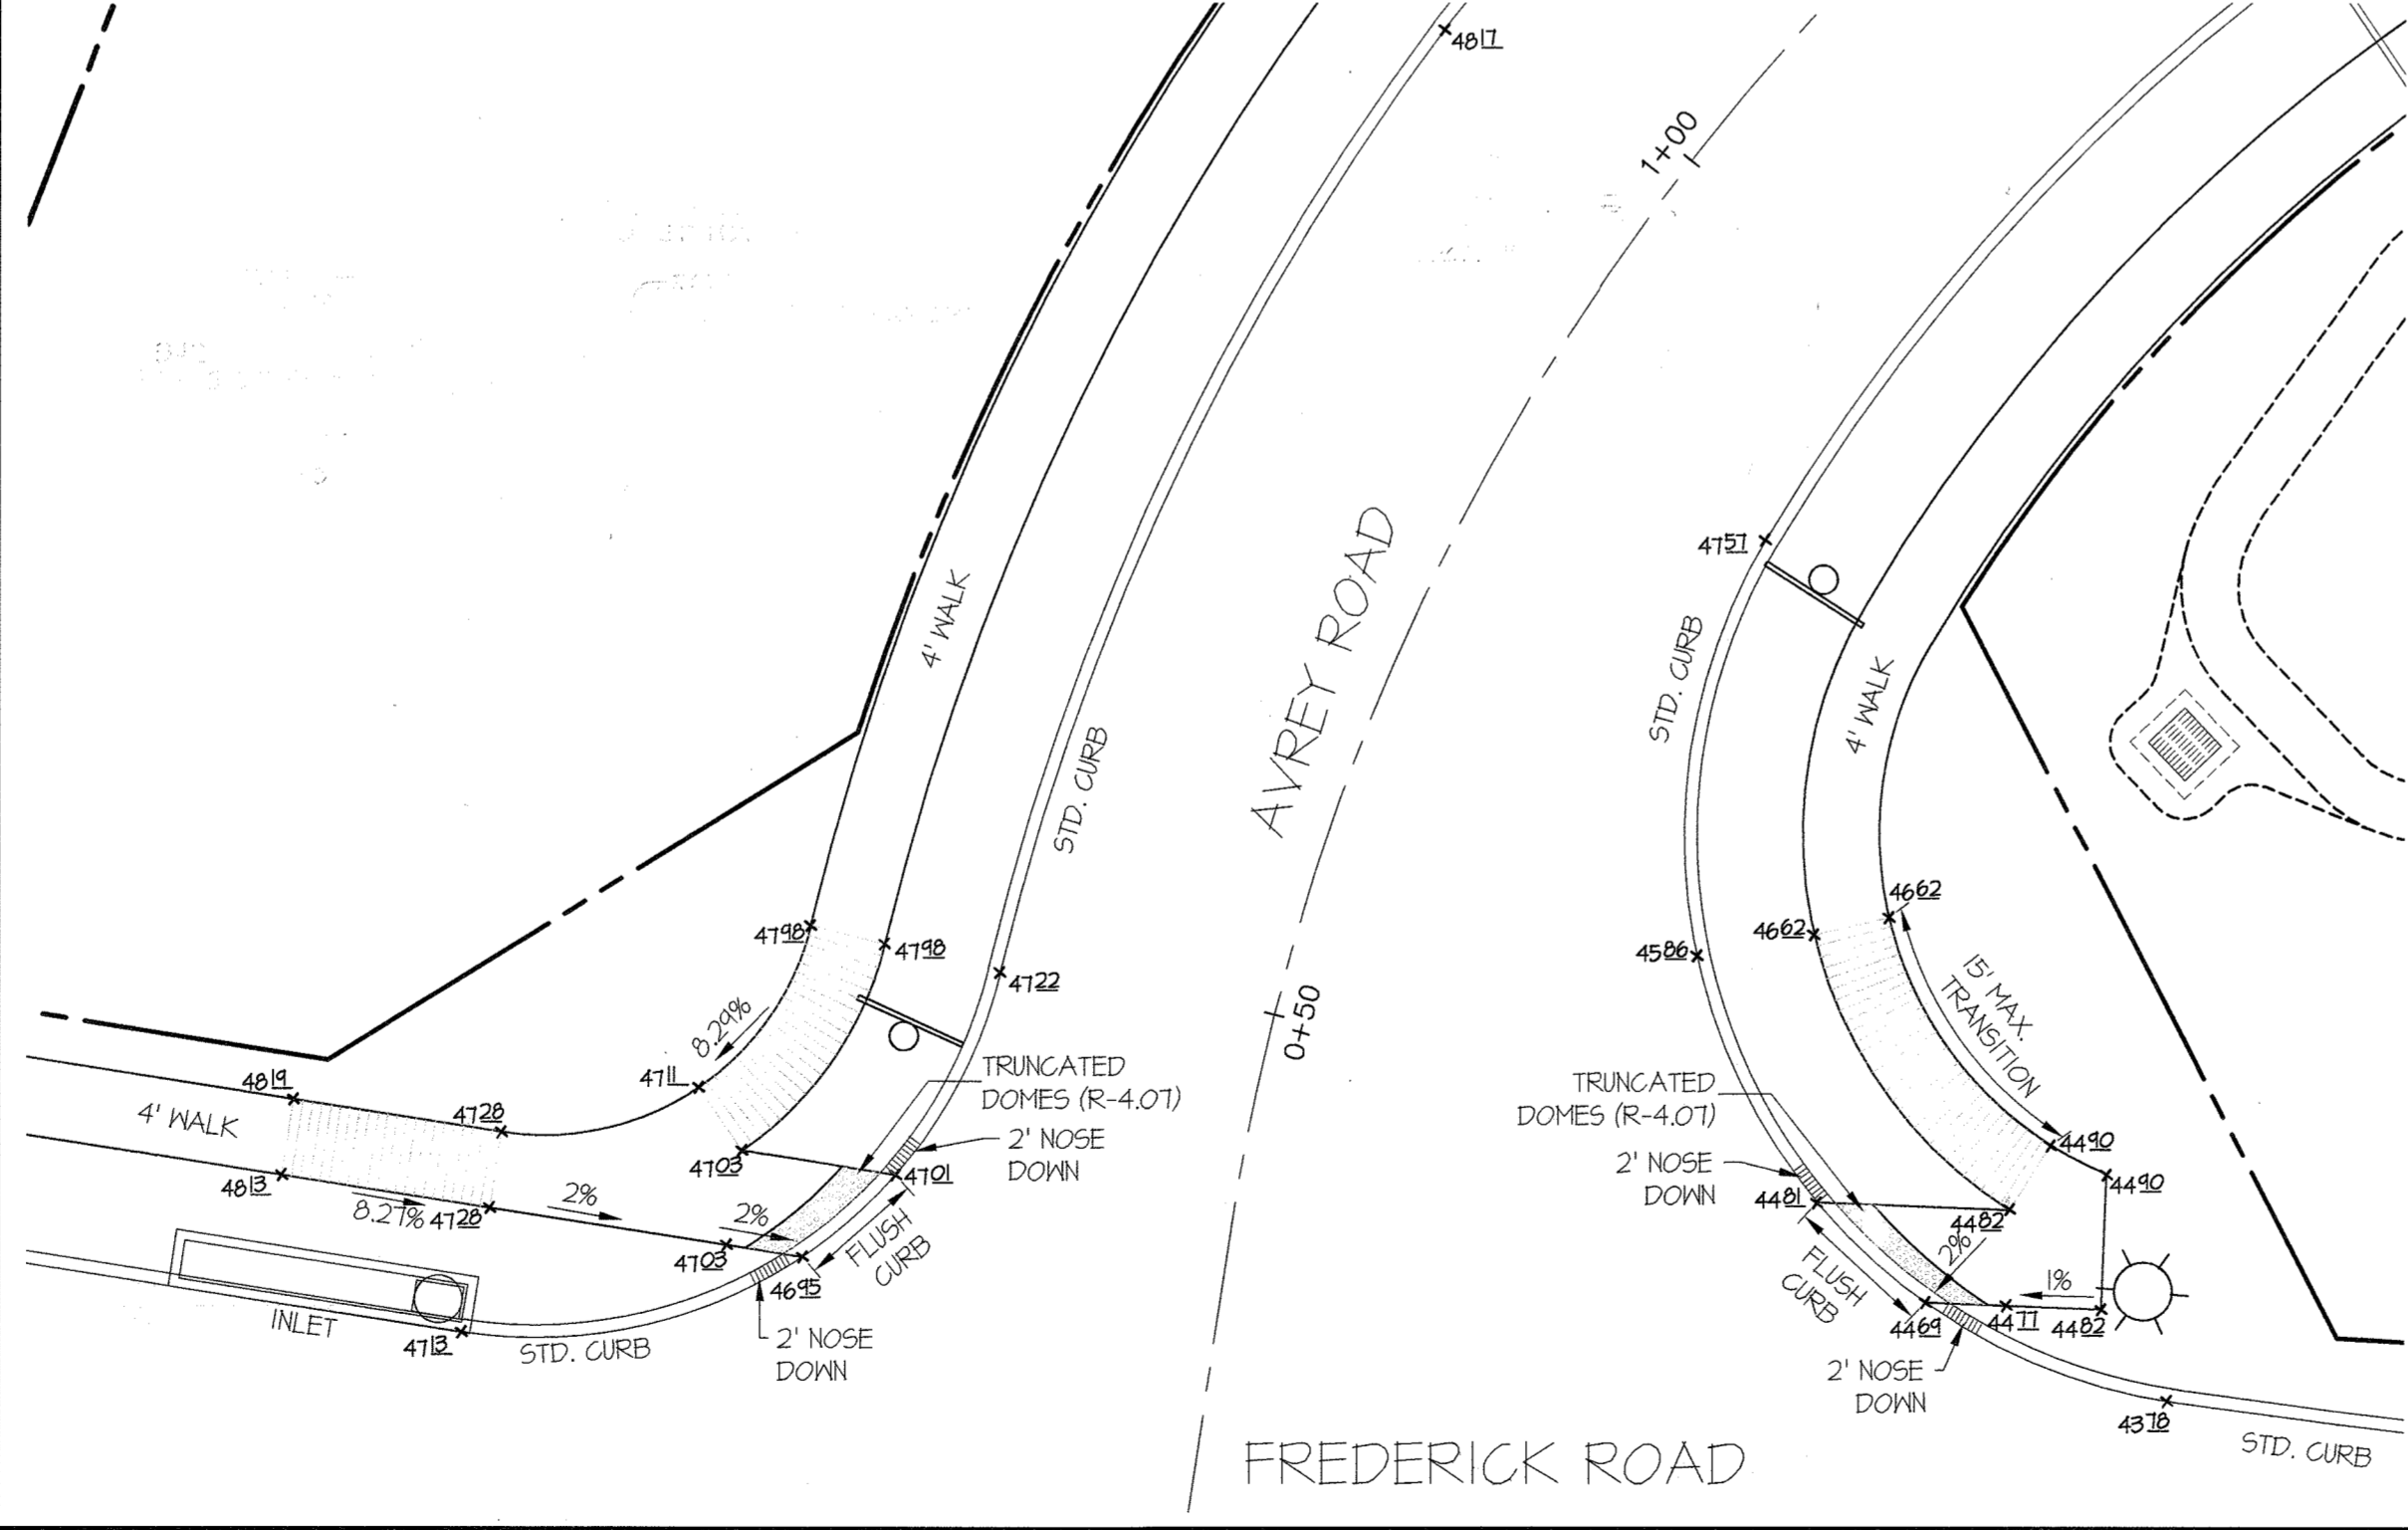 4817
1+00
4757
STD. CURB
4' WALK
4' WALK
STD. CURB
AVREY ROAD
4798
4798
4722
8.29%
4711
4819
4728
4' WALK
4813
8.27%
4728
2%
4703
2%
4703
4701
4695
FLUSH
CURB
TRUNCATED
DOMES (R-4.07)
2' NOSE
DOWN
2' NOSE
DOWN
INLET
4713
STD. CURB
0+50
4662
4662
4586
15' MAX.
TRANSITION
TRUNCATED
DOMES (R-4.07)
2' NOSE
DOWN
4481
4490
4490
4482
2%
1%
FLUSH
CURB
4469
4477
4482
2' NOSE
DOWN
4378
STD. CURB
FREDERICK ROAD